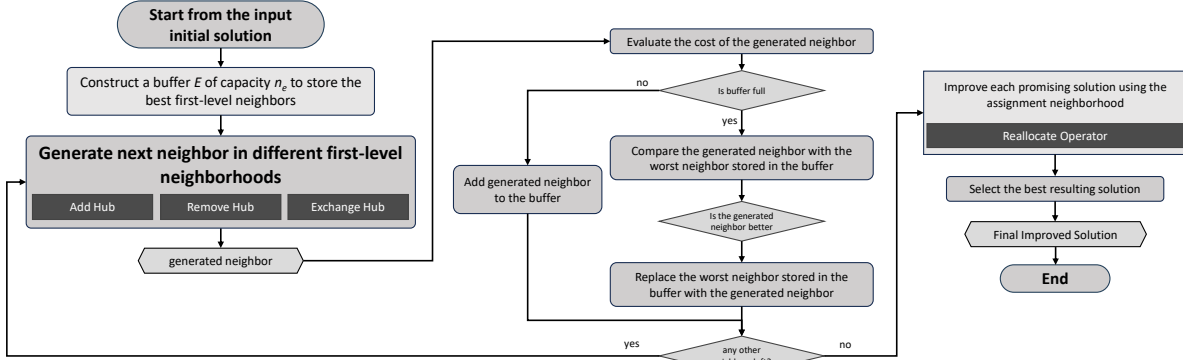 Start from the input
initial solution
Construct a buffer E of capacity nₑ to store the
best first-level neighbors
Generate next neighbor in different first-level
neighborhoods
Add Hub
Remove Hub
Exchange Hub
generated neighbor
Evaluate the cost of the generated neighbor
Is buffer full
no
yes
Add generated neighbor
to the buffer
Compare the generated neighbor with the
worst neighbor stored in the buffer
Is the generated
neighbor better
Replace the worst neighbor stored in the
buffer with the generated neighbor
any other
yes
no
Improve each promising solution using the
assignment neighborhood
Reallocate Operator
Select the best resulting solution
Final Improved Solution
End